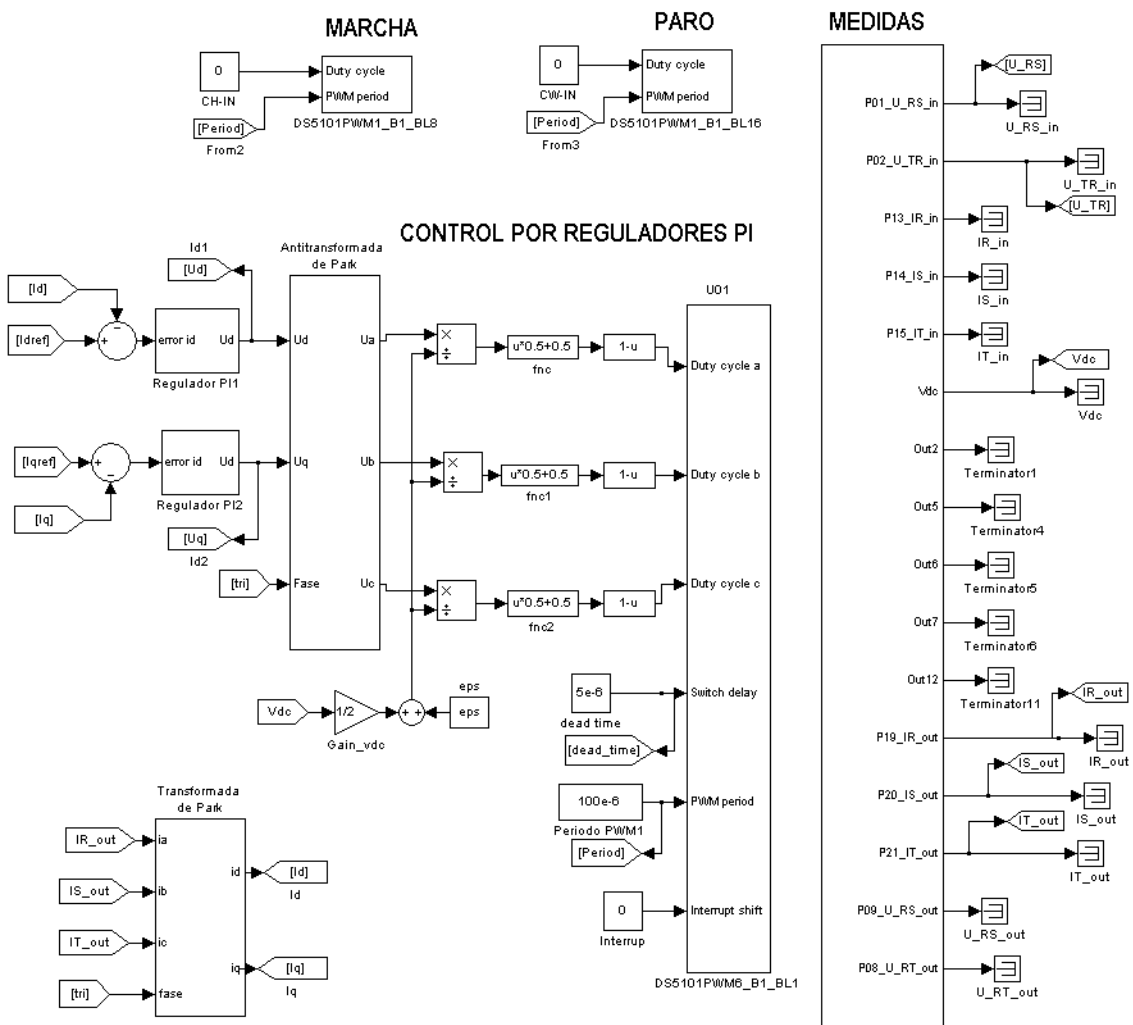 MARCHA
PARO
MEDIDAS
0
CH-IN
Duty cycle
PWM period
[Period]
From2
DS5101PWM1_B1_BL8
0
CW-IN
Duty cycle
PWM period
[Period]
From3
DS5101PWM1_B1_BL16
CONTROL POR REGULADORES PI
Id1
[Ud]
Antitransformada
de Park
[Id]
[Idref]
error id
Ud
Regulador PI1
[Iqref]
error id
Ud
Regulador PI2
[Iq]
[Uq]
Id2
[tri]
Ud
Uq
Fase
Ua
Ub
Uc
×
÷
u*0.5+0.5
fnc
1-u
×
÷
u*0.5+0.5
fnc1
1-u
×
÷
u*0.5+0.5
fnc2
1-u
Vdc
1/2
Gain_vdc
+ +
eps
eps
UO1
Duty cycle a
Duty cycle b
Duty cycle c
Switch delay
PWM period
Interrupt shift
DS5101PWM6_B1_BL1
5e-6
dead time
[dead_time]
100e-6
Periodo PWM1
[Period]
0
Interrup
Transformada
de Park
IR_out
IS_out
IT_out
[tri]
ia
ib
ic
fase
id
iq
[Id]
Id
[Iq]
Iq
P01_U_RS_in
[U_RS]
U_RS_in
P02_U_TR_in
U_TR_in
[U_TR]
P13_IR_in
IR_in
P14_IS_in
IS_in
P15_IT_in
IT_in
Vdc
Vdc
Vdc
Out2
Terminator1
Out5
Terminator4
Out6
Terminator5
Out7
Terminator6
Out12
Terminator11
P19_IR_out
IR_out
IR_out
P20_IS_out
IS_out
IS_out
P21_IT_out
IT_out
IT_out
P09_U_RS_out
U_RS_out
P08_U_RT_out
U_RT_out